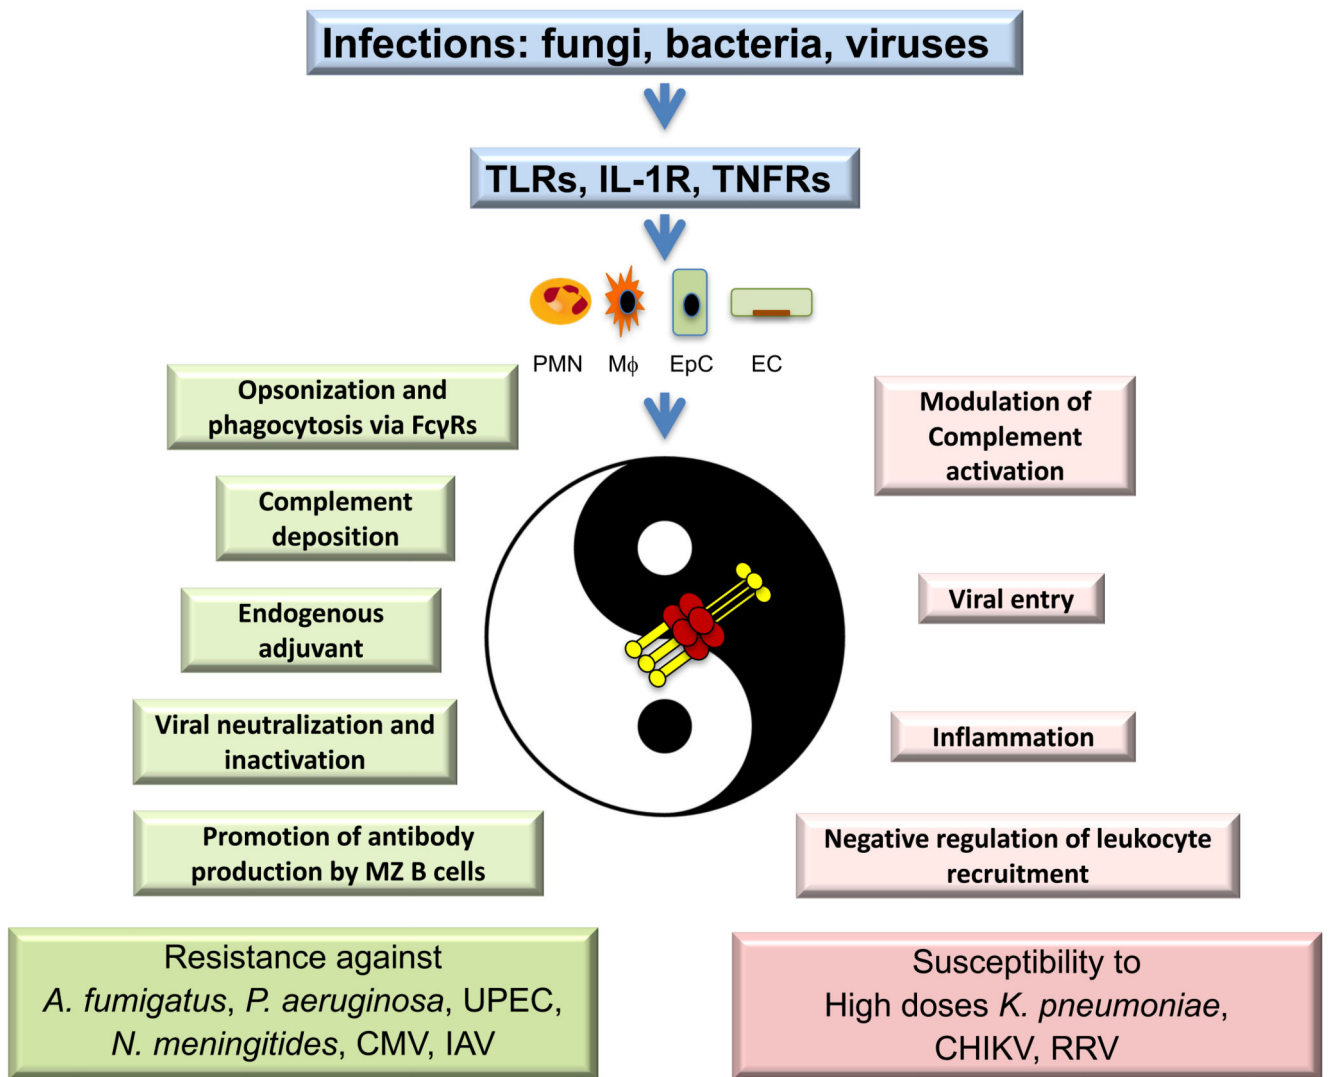 Infections: fungi, bacteria, viruses
TLRs, IL-1R, TNFRs
PMN Mϕ EpC EC
Opsonization and
phagocytosis via FcγRs
Complement
deposition
Endogenous
adjuvant
Viral neutralization and
inactivation
Promotion of antibody
production by MZ B cells
Resistance against
A. fumigatus, P. aeruginosa, UPEC,
N. meningitides, CMV, IAV
Modulation of
Complement
activation
Viral entry
Inflammation
Negative regulation of leukocyte
recruitment
Susceptibility to
High doses K. pneumoniae,
CHIKV, RRV